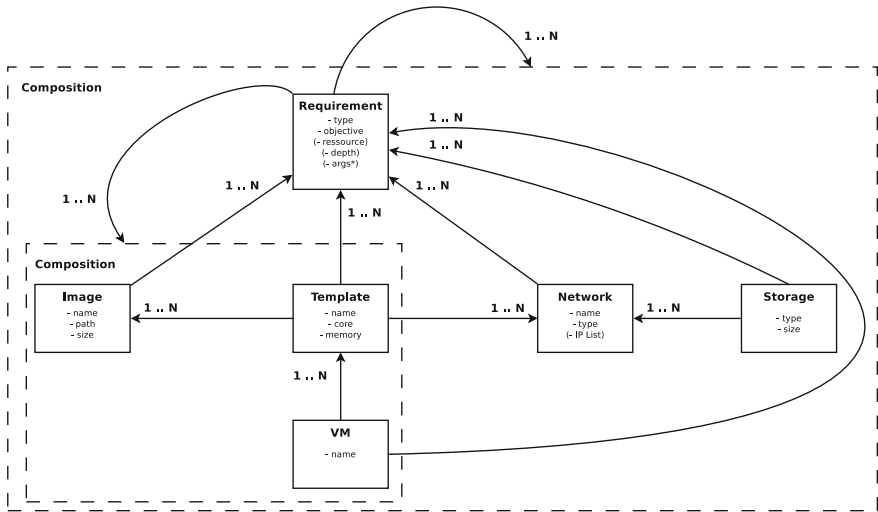 1 .. N
Composition
Requirement
- type
- objective
(- ressource)
(- depth)
(- args*)
1 .. N
1 .. N
1 .. N
1 .. N
1 .. N
1 .. N
Composition
Image
- name
- path
- size
1 .. N
Template
- name
- core
- memory
1 .. N
Network
- name
- type
(- IP List)
1 .. N
Storage
- type
- size
1 .. N
VM
- name